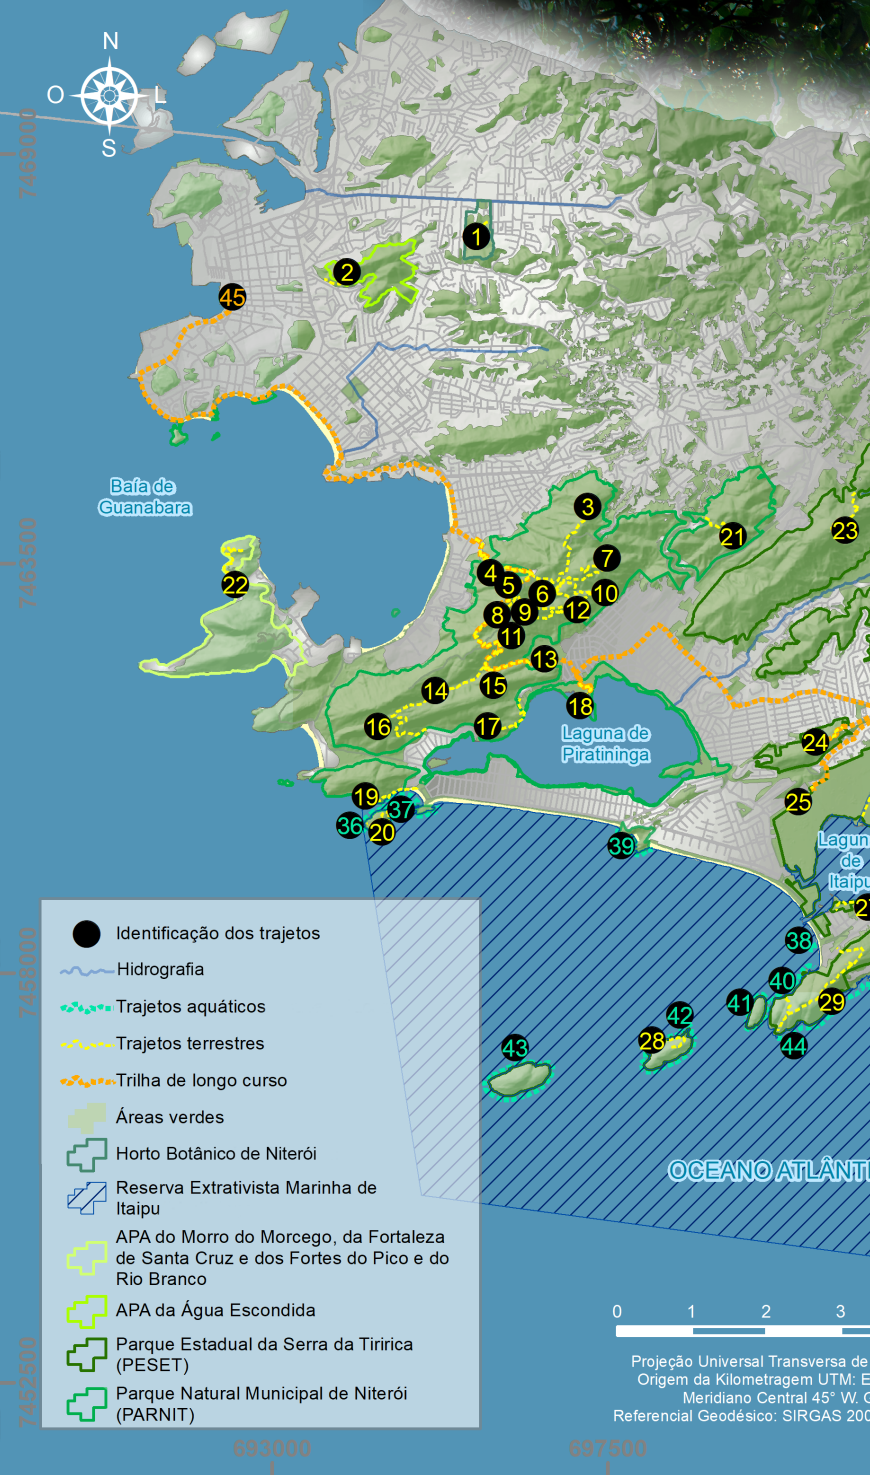 N
O
L
S
7469000
1
2
45
Baía de
Guanabara
3
23
21
7463500
7
4
5
22
6
10
8
9
12
11
13
14
15
18
16
17
Laguna de
Piratininga
24
19
37
25
36
20
39
Laguna
de
Itaipu
27
38
7458000
40
41
29
42
28
44
43
OCEANO ATLÂNTI
Identificação dos trajetos
Hidrografia
Trajetos aquáticos
Trajetos terrestres
Trilha de longo curso
Áreas verdes
Horto Botânico de Niterói
Reserva Extrativista Marinha de
Itaipu
APA do Morro do Morcego, da Fortaleza
de Santa Cruz e dos Fortes do Pico e do
Rio Branco
APA da Água Escondida
Parque Estadual da Serra da Tiririca
(PESET)
Parque Natural Municipal de Niterói
(PARNIT)
7452500
0 1 2 3
Projeção Universal Transversa de
Origem da Kilometragem UTM: E
Meridiano Central 45° W.
Referencial Geodésico: SIRGAS 200
693000
697500